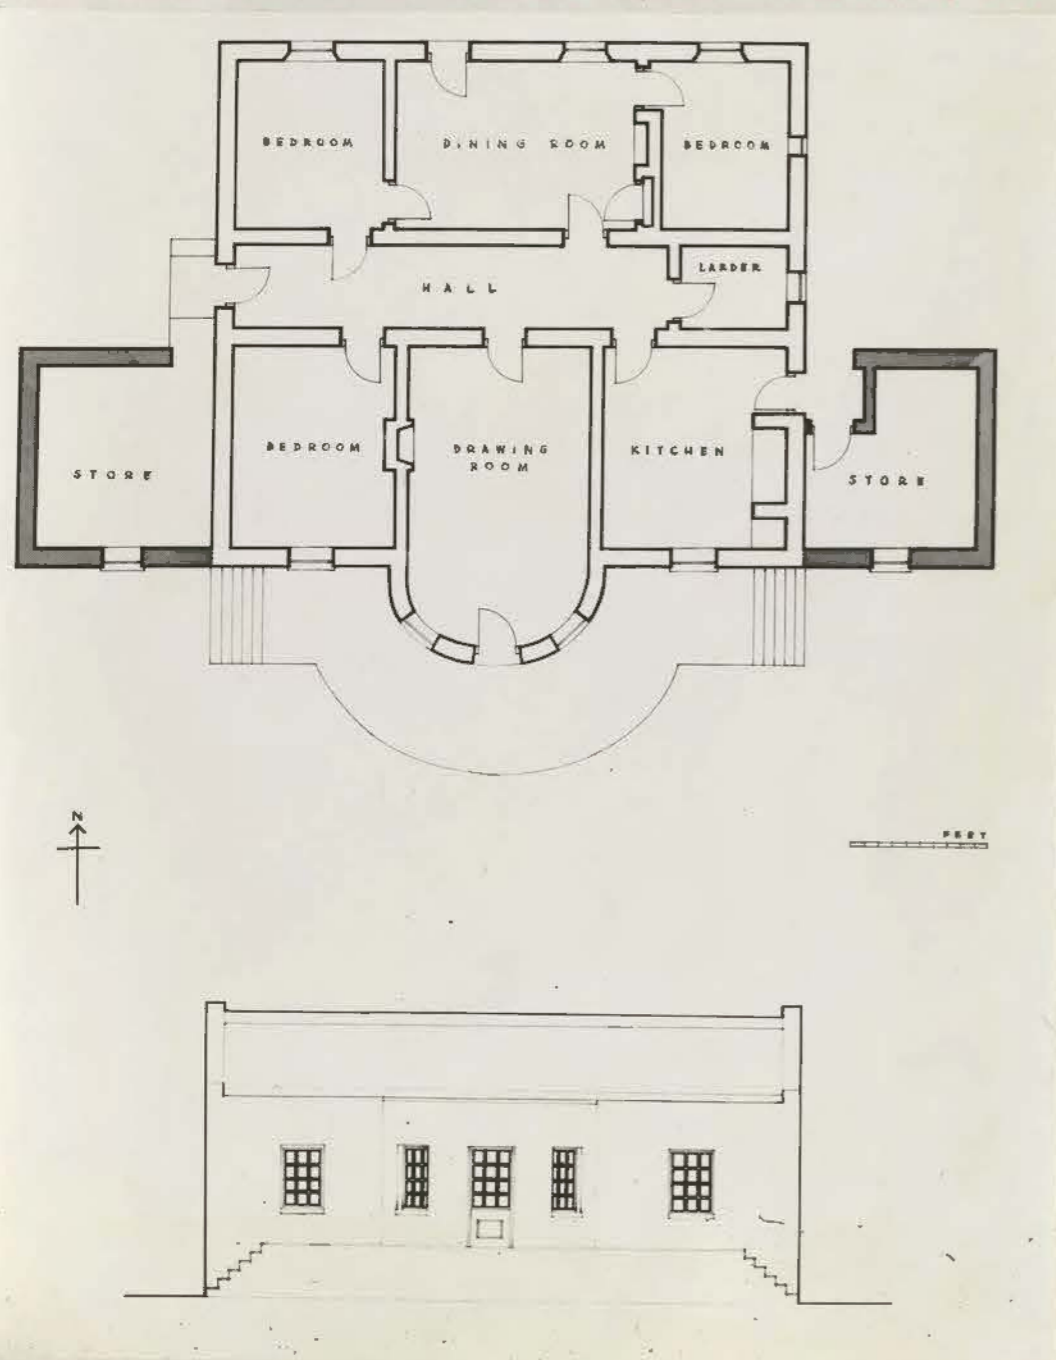 BEDROOM
DINING ROOM
BEDROOM
LARDER
HALL
BEDROOM
DRAWING
ROOM
KITCHEN
STORE
STORE
N
FEET